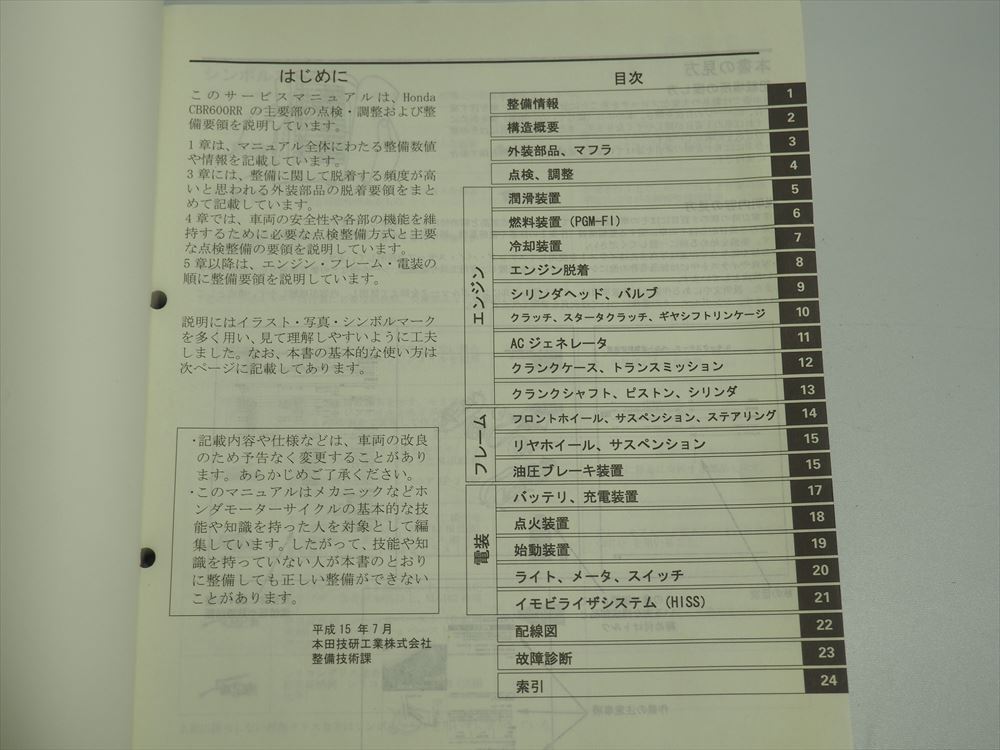 はじめに
このサービスマニュアルは、Honda
CBR600RR の主要部の点検・調整および整
備要領を説明しています。
1章は、マニュアル全体にわたる整備数値
や情報を記載しています。
3章には、整備に関して脱着する頻度が高
いと思われる外装部品の脱着要領をまと
めて記載しています。
4章では、車両の安全性や各部の機能を維
持するために必要な点検整備方式と主要
な点検整備の要領を説明しています。
5章以降は、エンジン・フレーム・電装の
順に整備要領を説明しています。
説明にはイラスト・写真・シンボルマーク
を多く用い、見て理解しやすいように工夫
しました。なお、本書の基本的な使い方は
次ページに記載してあります。
・記載内容や仕様などは、車両の改良
のため予告なく変更することがあり
ます。あらかじめご了承ください。
・このマニュアルはメカニックなどホ
ンダモーターサイクルの基本的な技
能や知識を持った人を対象として編
集しています。したがって、技能や知
識を持っていない人が本書のとおり
に整備しても正しい整備ができない
ことがあります。
平成15年7月
本田技研工業株式会社
整備技術課
目次
整備情報 1
構造概要 2
外装部品、マフラ 3
点検、調整 4
エンジン
潤滑装置 5
燃料装置(PGM-FI) 6
冷却装置 7
エンジン脱着 8
シリンダヘッド、バルブ 9
クラッチ、スタータクラッチ、ギヤシフトリンケージ 10
ACジェネレータ 11
クランクケース、トランスミッション 12
クランクシャフト、ピストン、シリンダ 13
フレーム
フロントホイール、サスペンション、ステアリング 14
リヤホイール、サスペンション 15
油圧ブレーキ装置 15
電装
バッテリ、充電装置 17
点火装置 18
始動装置 19
ライト、メータ、スイッチ 20
イモビライザシステム(HISS) 21
配線図 22
故障診断 23
索引 24